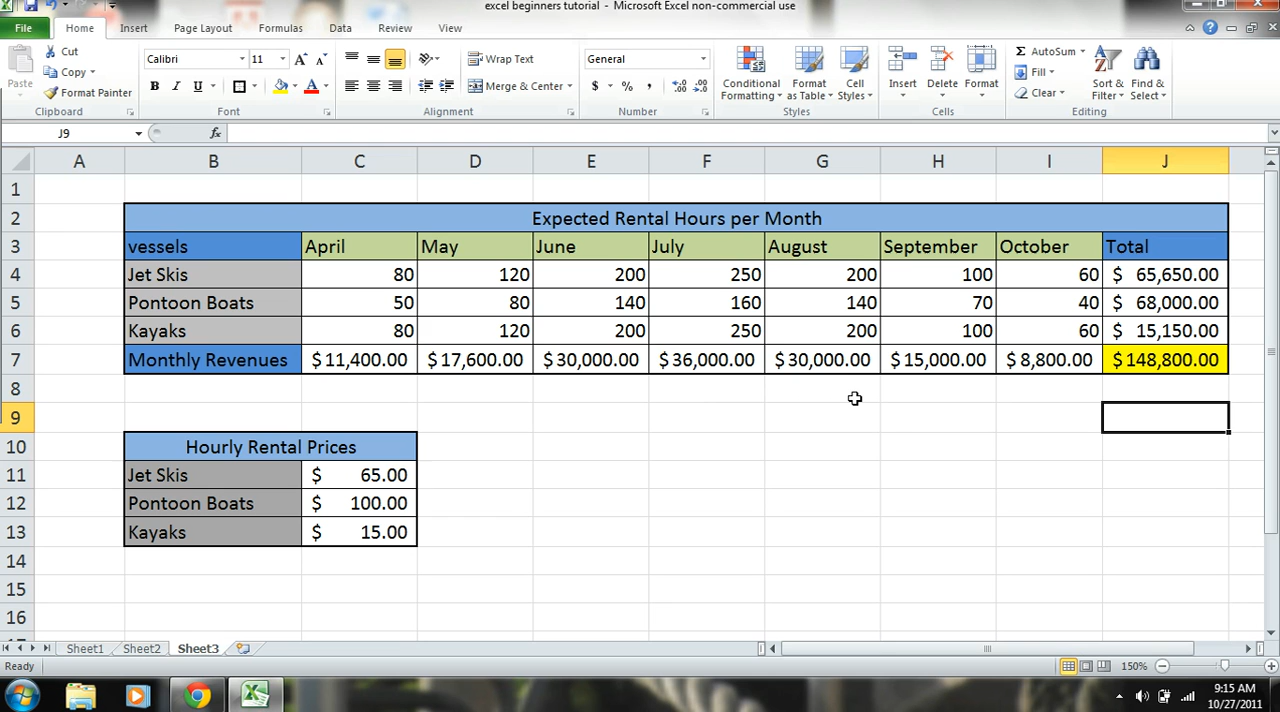 excel beginners tutorial - Microsoft Excel non-commercial use
File Home Insert Page Layout Formulas Data Review View
Paste Cut Copy Format Painter Clipboard
Calibri 11 A A B I U A Font
Wrap Text Merge & Center Alignment
General $ % , .0 .00 .00 .0 Number
Conditional Formatting Format as Table Cell Styles Styles
Insert Delete Format Cells
Σ AutoSum Fill Clear Sort & Filter Find & Select Editing
J9 fx
A B C D E F G H I J
1
2 Expected Rental Hours per Month
3 vessels April May June July August September October Total
4 Jet Skis 80 120 200 250 200 100 60 $ 65,650.00
5 Pontoon Boats 50 80 140 160 140 70 40 $ 68,000.00
6 Kayaks 80 120 200 250 200 100 60 $ 15,150.00
7 Monthly Revenues $11,400.00 $17,600.00 $30,000.00 $36,000.00 $30,000.00 $15,000.00 $8,800.00 $148,800.00
8
9
10 Hourly Rental Prices
11 Jet Skis $ 65.00
12 Pontoon Boats $ 100.00
13 Kayaks $ 15.00
14
15
16
Sheet1 Sheet2 Sheet3
Ready 150%
9:15 AM
10/27/2011